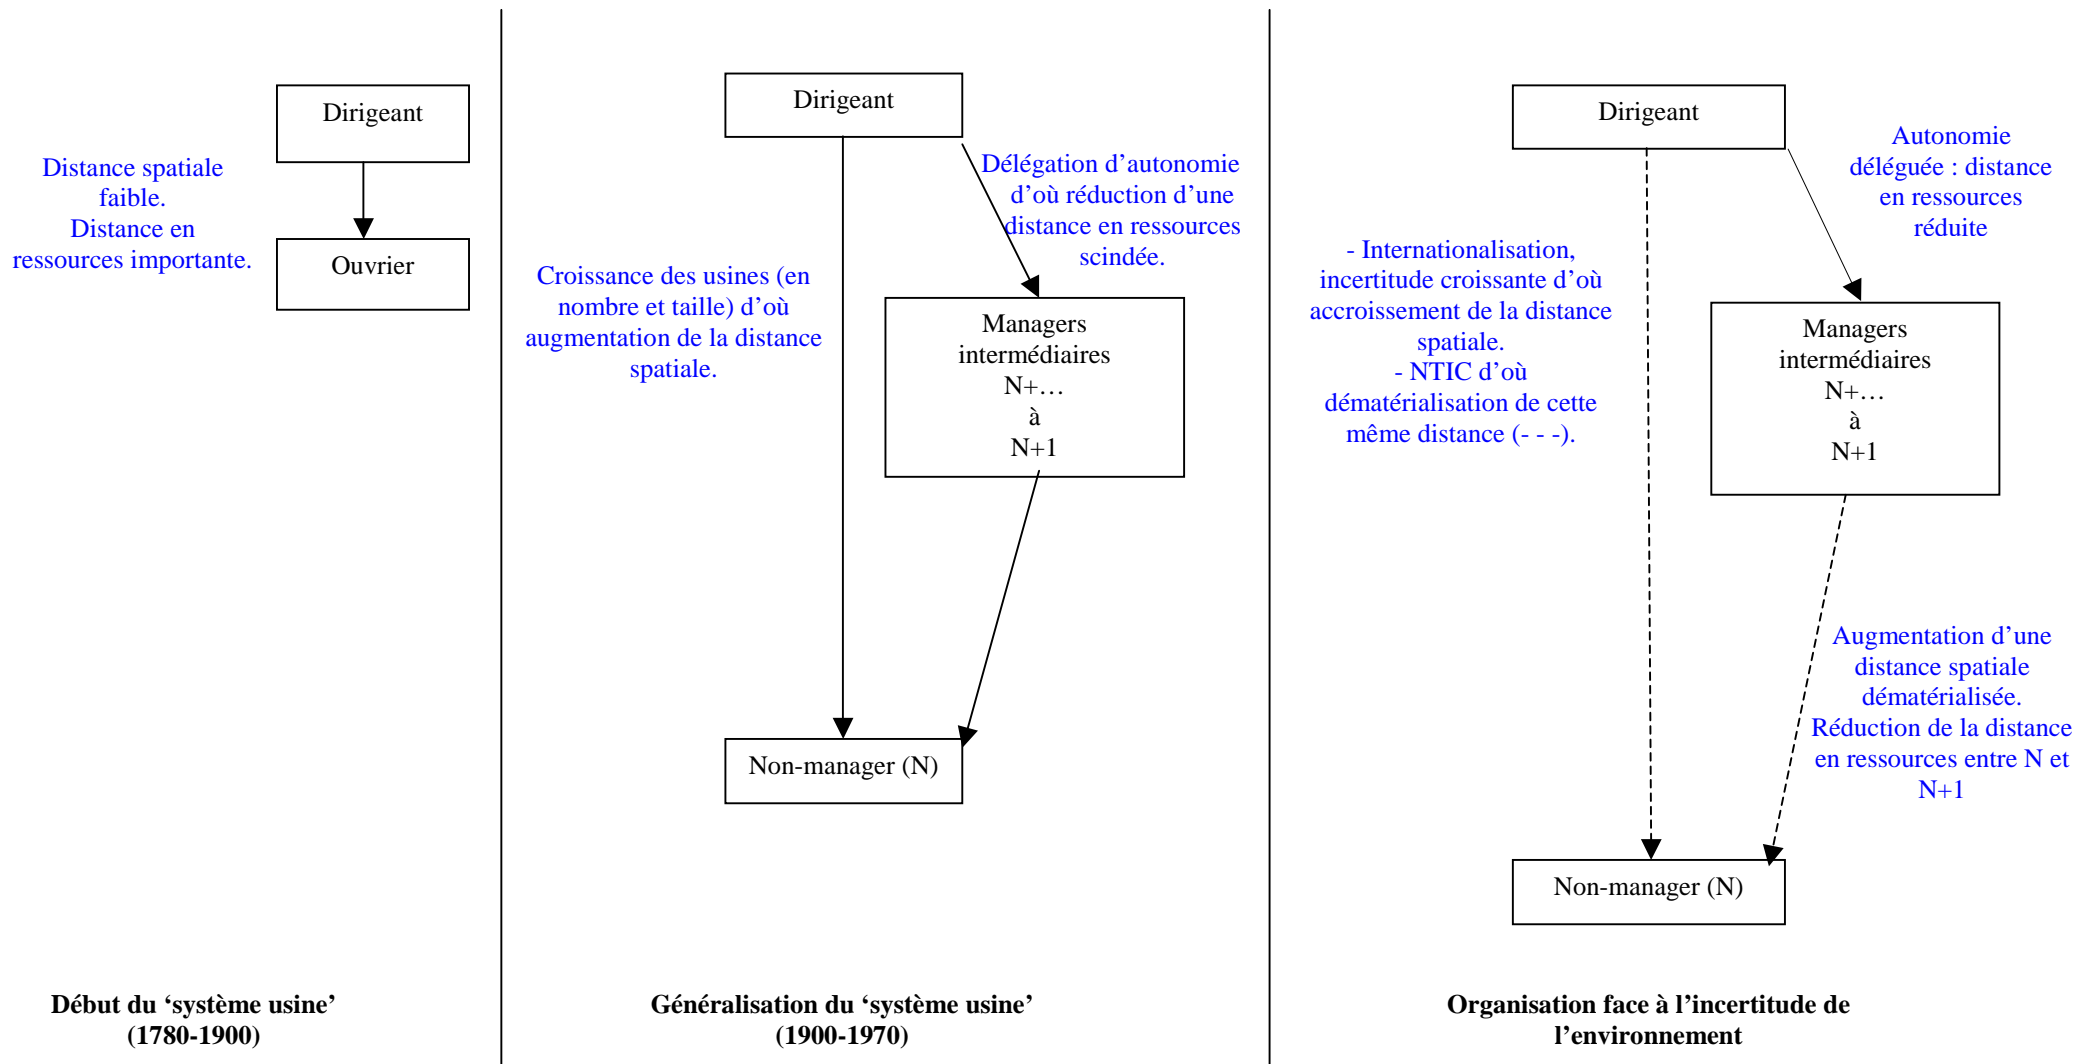 Dirigeant
Distance spatiale
faible.
Distance en
ressources importante.
Ouvrier
Début du ‘système usine’
(1780-1900)
Dirigeant
Délégation d’autonomie
d’où réduction d’une
distance en ressources
scindée.
Croissance des usines (en
nombre et taille) d’où
augmentation de la distance
spatiale.
Managers
intermédiaires
N+…
à
N+1
Non-manager (N)
Généralisation du ‘système usine’
(1900-1970)
Dirigeant
Autonomie
déléguée : distance
en ressources
réduite
- Internationalisation,
incertitude croissante d’où
accroissement de la distance
spatiale.
- NTIC d’où
dématérialisation de cette
même distance (- - -).
Managers
intermédiaires
N+…
à
N+1
Augmentation d’une
distance spatiale
dématérialisée.
Réduction de la distance
en ressources entre N et
N+1
Non-manager (N)
Organisation face à l’incertitude de
l’environnement